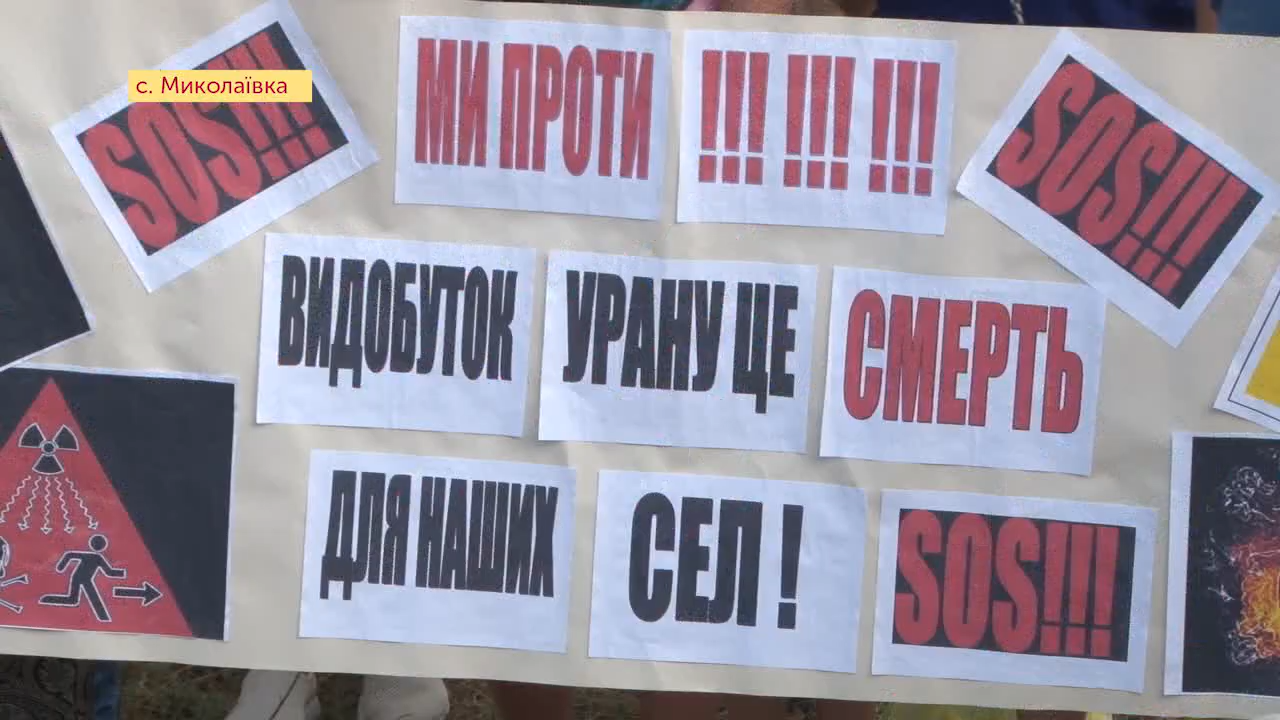 с. Миколаївка
SOS!!!
МИ ПРОТИ !!! !!! !!!
SOS!!!
ВИДОБУТОК УРАНУ ЦЕ СМЕРТЬ
ДЛЯ НАШИХ СЕЛ !
SOS!!!